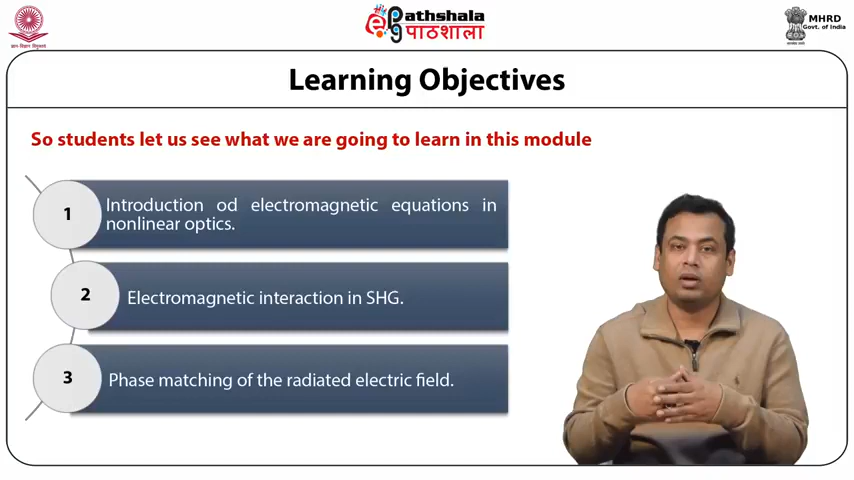 ePathshala
पाठशाला
MHRD
Govt. of India
Learning Objectives
So students let us see what we are going to learn in this module
1
Introduction od electromagnetic equations in
nonlinear optics.
2
Electromagnetic interaction in SHG.
3
Phase matching of the radiated electric field.